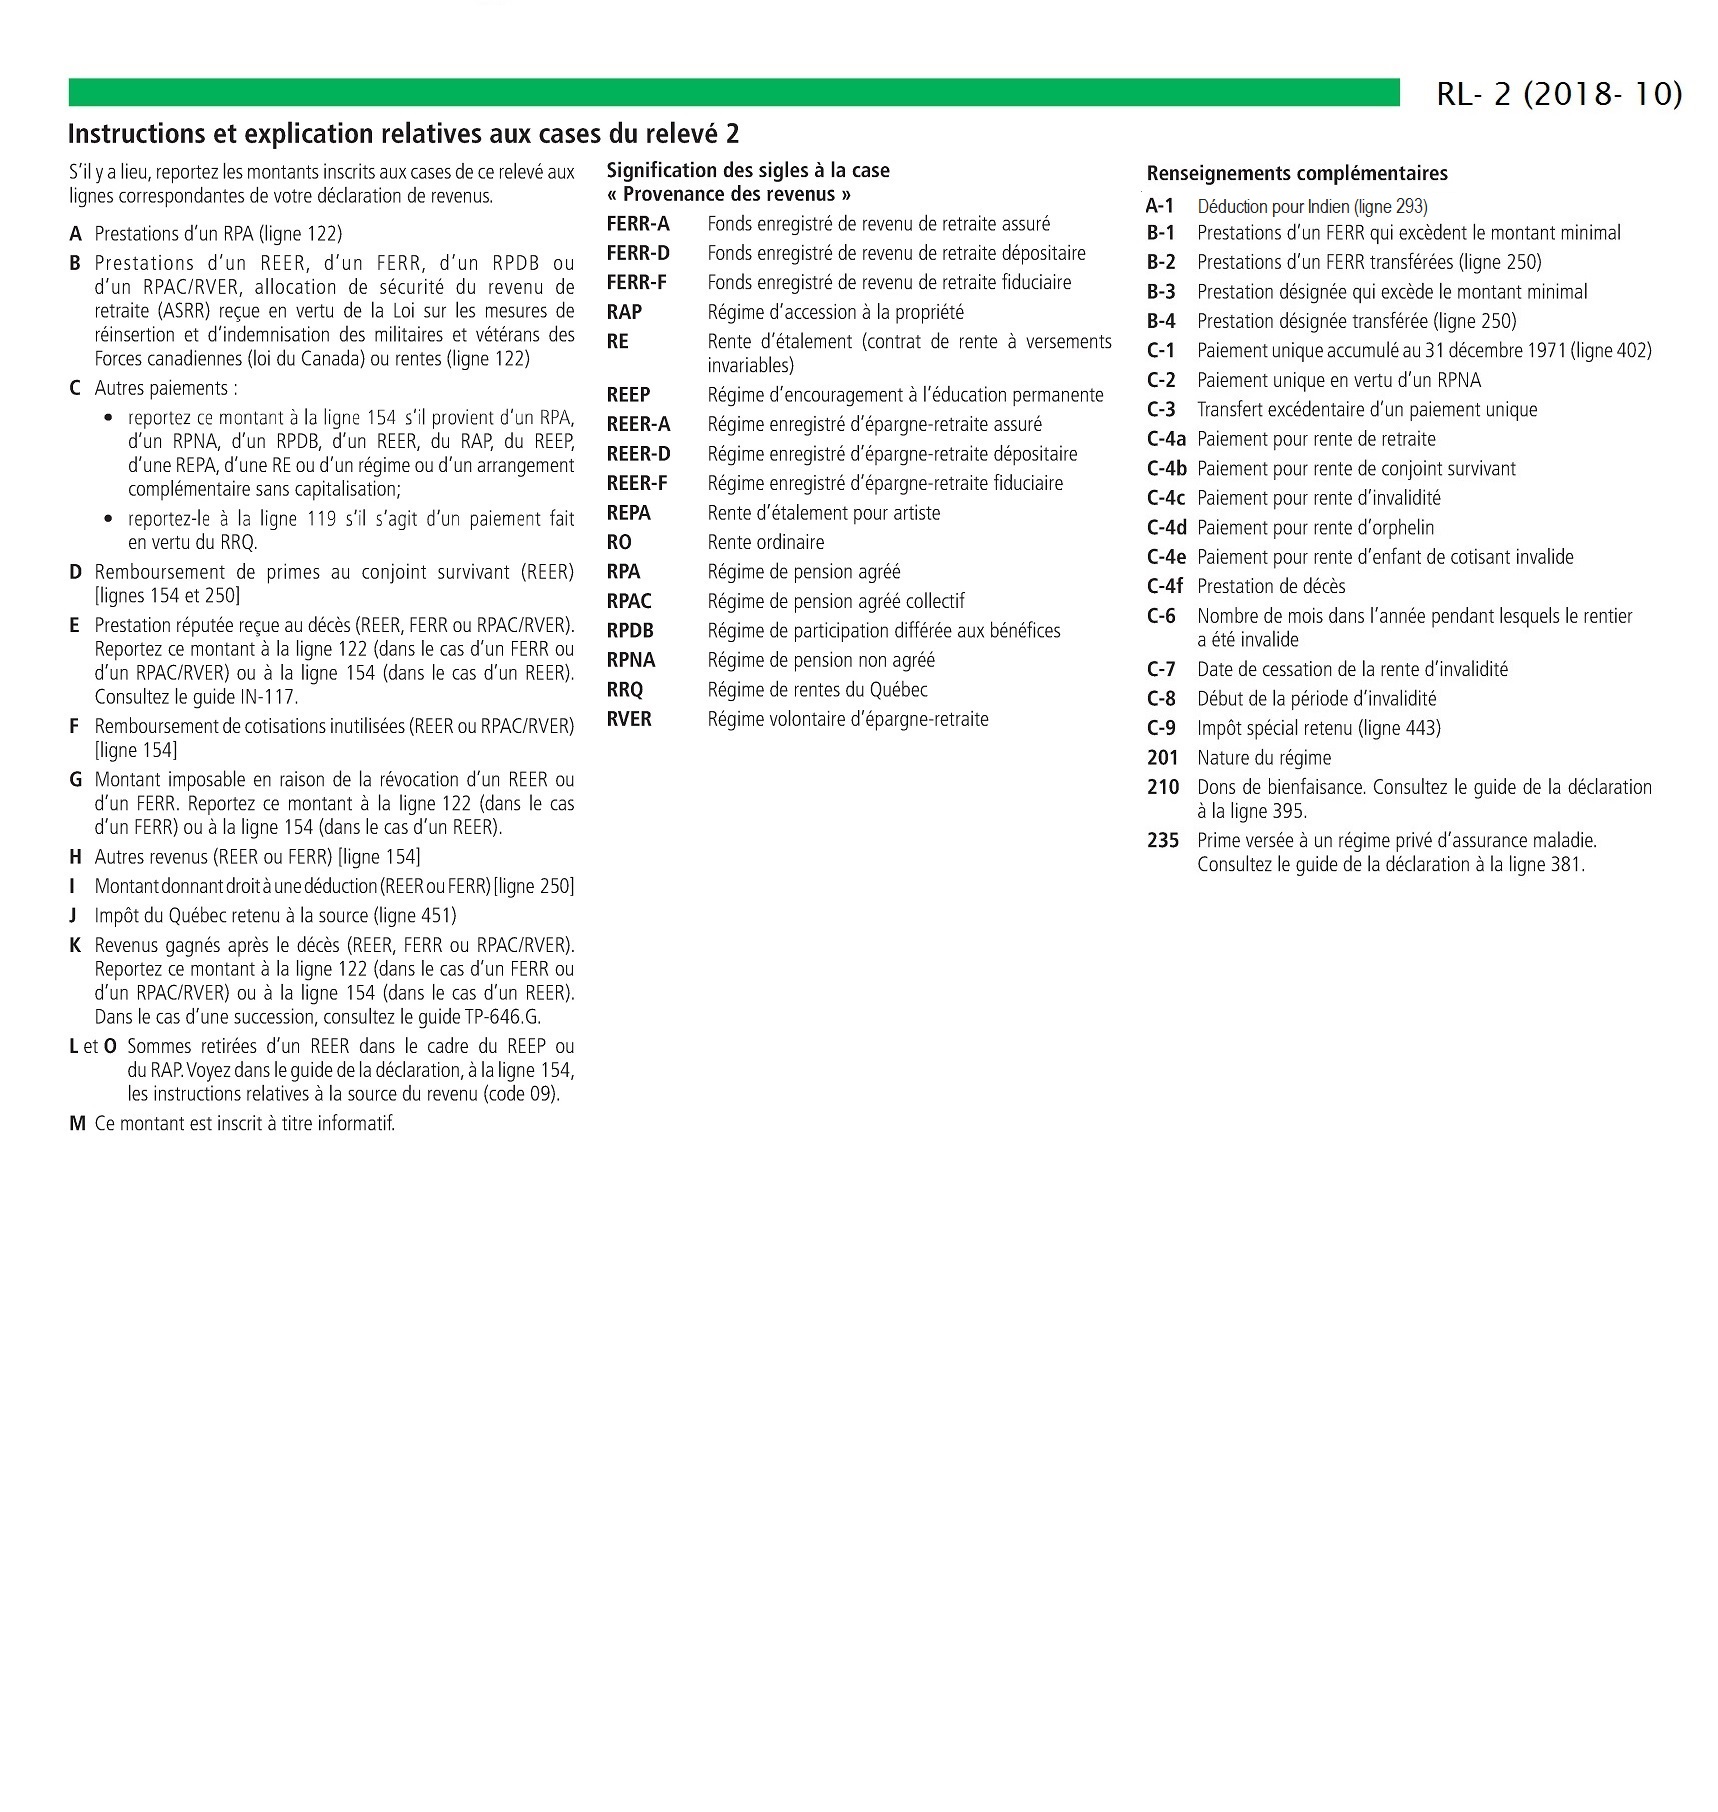 RL- 2 (2018- 10)
Instructions et explication relatives aux cases du relevé 2
S'il y a lieu, reportez les montants inscrits aux cases de ce relevé aux
lignes correspondantes de votre déclaration de revenus.
A Prestations d'un RPA (ligne 122)
B Prestations d'un REER, d'un FERR, d'un RPDB ou
d'un RPAC/RVER, allocation de sécurité du revenu de
retraite (ASRR) reçue en vertu de la Loi sur les mesures de
réinsertion et d'indemnisation des militaires et vétérans des
Forces canadiennes (loi du Canada) ou rentes (ligne 122)
C Autres paiements :
• reportez ce montant à la ligne 154 s'il provient d'un RPA,
d'un RPNA, d'un RPDB, d'un REER, du RAP, du REEP,
d'une REPA, d'une RE ou d'un régime ou d'un arrangement
complémentaire sans capitalisation;
• reportez-le à la ligne 119 s'il s'agit d'un paiement fait
en vertu du RRQ.
D Remboursement de primes au conjoint survivant (REER)
[lignes 154 et 250]
E Prestation réputée reçue au décès (REER, FERR ou RPAC/RVER).
Reportez ce montant à la ligne 122 (dans le cas d'un FERR ou
d'un RPAC/RVER) ou à la ligne 154 (dans le cas d'un REER).
Consultez le guide IN-117.
F Remboursement de cotisations inutilisées (REER ou RPAC/RVER)
[ligne 154]
G Montant imposable en raison de la révocation d'un REER ou
d'un FERR. Reportez ce montant à la ligne 122 (dans le cas
d'un FERR) ou à la ligne 154 (dans le cas d'un REER).
H Autres revenus (REER ou FERR) [ligne 154]
I Montant donnant droit à une déduction (REER ou FERR) [ligne 250]
J Impôt du Québec retenu à la source (ligne 451)
K Revenus gagnés après le décès (REER, FERR ou RPAC/RVER).
Reportez ce montant à la ligne 122 (dans le cas d'un FERR ou
d'un RPAC/RVER) ou à la ligne 154 (dans le cas d'un REER).
Dans le cas d'une succession, consultez le guide TP-646.G.
L et O Sommes retirées d'un REER dans le cadre du REEP ou
du RAP. Voyez dans le guide de la déclaration, à la ligne 154,
les instructions relatives à la source du revenu (code 09).
M Ce montant est inscrit à titre informatif.
Signification des sigles à la case
« Provenance des revenus »
FERR-A Fonds enregistré de revenu de retraite assuré
FERR-D Fonds enregistré de revenu de retraite dépositaire
FERR-F Fonds enregistré de revenu de retraite fiduciaire
RAP Régime d'accession à la propriété
RE Rente d'étalement (contrat de rente à versements
invariables)
REEP Régime d'encouragement à l'éducation permanente
REER-A Régime enregistré d'épargne-retraite assuré
REER-D Régime enregistré d'épargne-retraite dépositaire
REER-F Régime enregistré d'épargne-retraite fiduciaire
REPA Rente d'étalement pour artiste
RO Rente ordinaire
RPA Régime de pension agréé
RPAC Régime de pension agréé collectif
RPDB Régime de participation différée aux bénéfices
RPNA Régime de pension non agréé
RRQ Régime de rentes du Québec
RVER Régime volontaire d'épargne-retraite
Renseignements complémentaires
A-1 Déduction pour Indien (ligne 293)
B-1 Prestations d'un FERR qui excèdent le montant minimal
B-2 Prestations d'un FERR transférées (ligne 250)
B-3 Prestation désignée qui excède le montant minimal
B-4 Prestation désignée transférée (ligne 250)
C-1 Paiement unique accumulé au 31 décembre 1971 (ligne 402)
C-2 Paiement unique en vertu d'un RPNA
C-3 Transfert excédentaire d'un paiement unique
C-4a Paiement pour rente de retraite
C-4b Paiement pour rente de conjoint survivant
C-4c Paiement pour rente d'invalidité
C-4d Paiement pour rente d'orphelin
C-4e Paiement pour rente d'enfant de cotisant invalide
C-4f Prestation de décès
C-6 Nombre de mois dans l'année pendant lesquels le rentier
a été invalide
C-7 Date de cessation de la rente d'invalidité
C-8 Début de la période d'invalidité
C-9 Impôt spécial retenu (ligne 443)
201 Nature du régime
210 Dons de bienfaisance. Consultez le guide de la déclaration
à la ligne 395.
235 Prime versée à un régime privé d'assurance maladie.
Consultez le guide de la déclaration à la ligne 381.